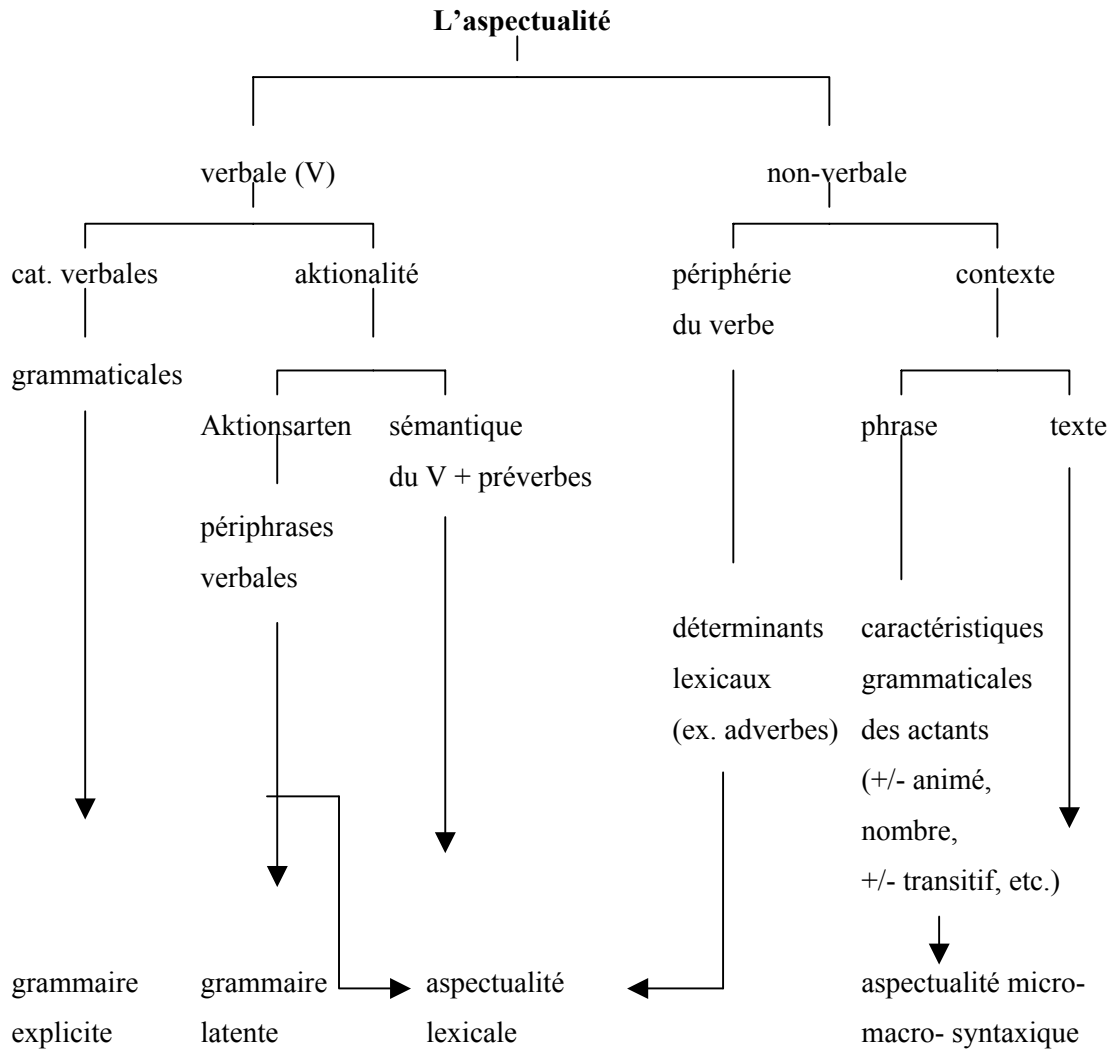 L’aspectualité
verbale (V)
non-verbale
cat. verbales
grammaticales
aktionalité
périphérie
du verbe
contexte
Aktionsarten
périphrases
verbales
sémantique
du V + préverbes
phrase
texte
déterminants
lexicaux
(ex. adverbes)
caractéristiques
grammaticales
des actants
(+/- animé,
nombre,
+/- transitif, etc.)
grammaire
explicite
grammaire
latente
aspectualité
lexicale
aspectualité micro-
macro- syntaxique